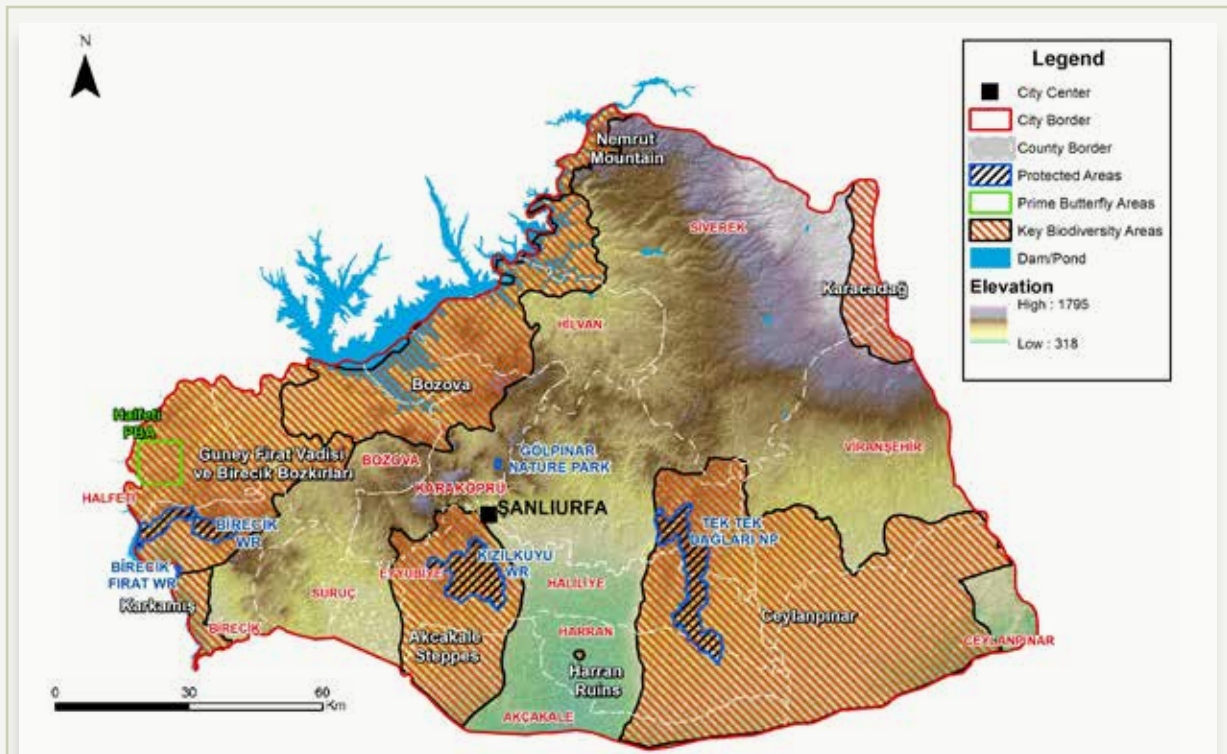 N
Legend
City Center
City Border
County Border
Protected Areas
Prime Butterfly Areas
Key Biodiversity Areas
Dam/Pond
Elevation
High : 1795
Low : 318
Nemrut
Mountain
SİVEREK
Karacadağ
HİLVAN
Bozova
Halfeti
PBA
Guney Firat Vadisi
ve Birecik Bozkırları
BOZOVA
GÖLPINAR
NATURE PARK
VİRANŞEHİR
KARAKÖPRÜ
HALFETİ
ŞANLIURFA
BİRECİK
WR
TEK TEK
DAĞLARI NP
KIZILKUYU
WR
BİRECİK
FIRAT WR
EYYÜBİYE
HALİLİYE
SURUÇ
Karkamış
BİRECİK
Akcakale
Steppes
HARRAN
Ceylanpınar
CEYLANPINAR
Harran
Ruins
AKÇAKALE
0 30 60
Km